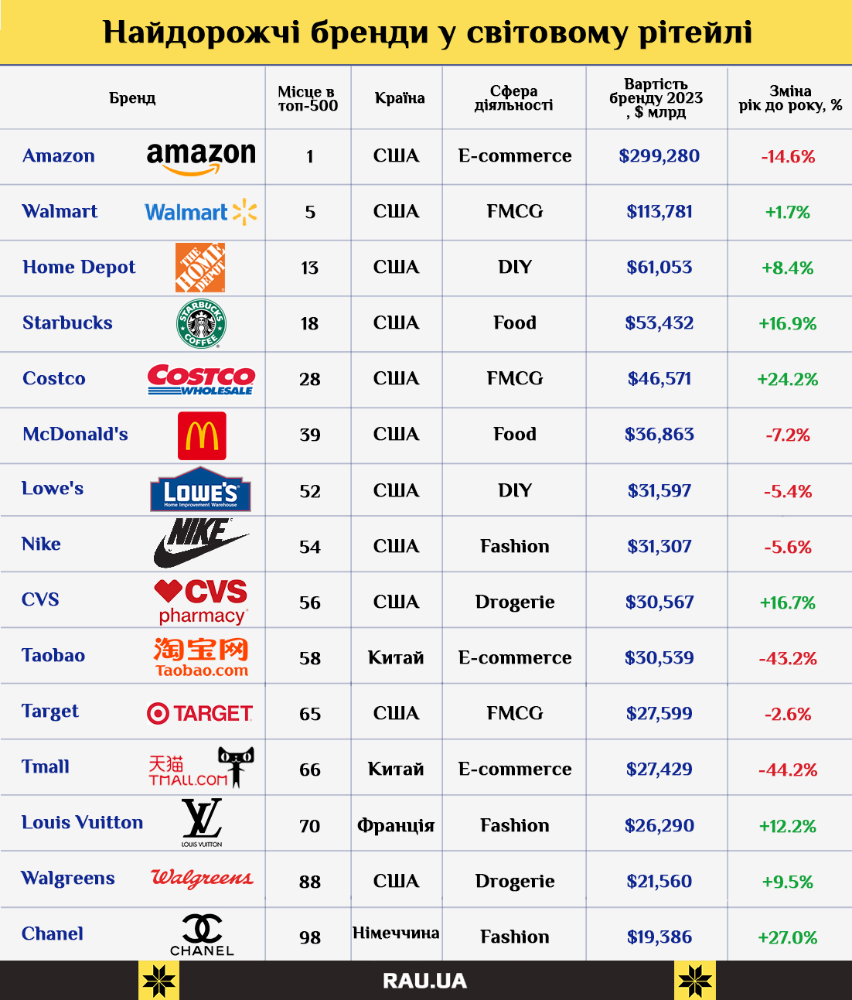 Найдорожчі бренди у світовому рітейлі
Бренд Місце в топ-500 Країна Сфера діяльності Вартість бренду 2023 , $ млрд Зміна рік до року, %
Amazon amazon 1 США E-commerce $299,280 -14.6%
Walmart Walmart 5 США FMCG $113,781 +1.7%
Home Depot THE HOME DEPOT 13 США DIY $61,053 +8.4%
Starbucks STARBUCKS COFFEE 18 США Food $53,432 +16.9%
Costco COSTCO WHOLESALE 28 США FMCG $46,571 +24.2%
McDonald's 39 США Food $36,863 -7.2%
Lowe's LOWE'S Home Improvement Warehouse 52 США DIY $31,597 -5.4%
Nike NIKE 54 США Fashion $31,307 -5.6%
CVS CVS pharmacy 56 США Drogerie $30,567 +16.7%
Taobao 淘宝网 Taobao.com 58 Китай E-commerce $30,539 -43.2%
Target TARGET 65 США FMCG $27,599 -2.6%
Tmall 天猫 TMALL.COM 66 Китай E-commerce $27,429 -44.2%
Louis Vuitton LV LOUIS VUITTON 70 Франція Fashion $26,290 +12.2%
Walgreens Walgreens 88 США Drogerie $21,560 +9.5%
Chanel CHANEL 98 Німеччина Fashion $19,386 +27.0%
RAU.UA